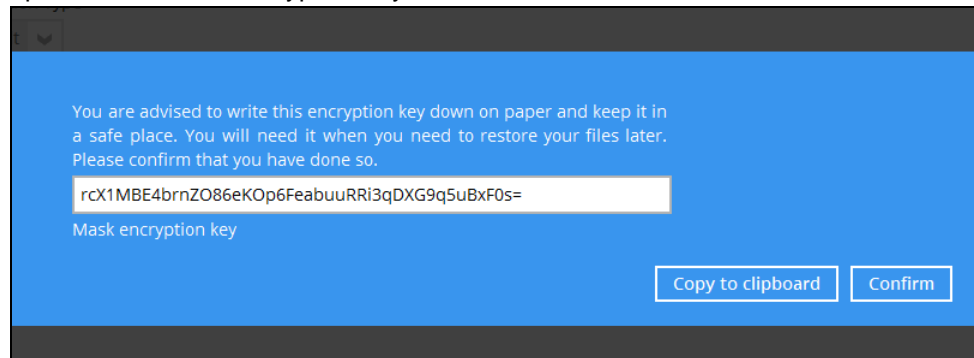 You are advised to write this encryption key down on paper and keep it in
a safe place. You will need it when you need to restore your files later.
Please confirm that you have done so.
rcX1MBE4brnZO86eKOp6FeabuuRRi3qDXG9q5uBxF0s=
Mask encryption key
Copy to clipboard Confirm